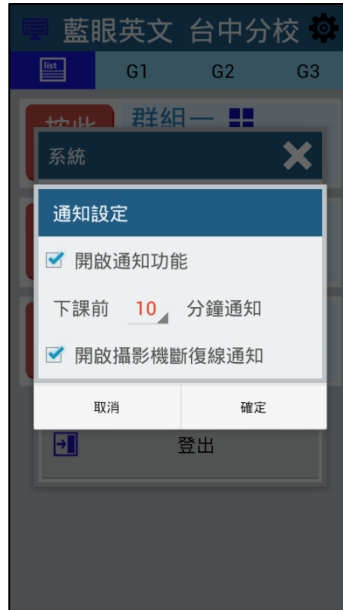 藍眼英文 台中分校
list
G1
G2
G3
按此
群組一
系統
通知設定
開啟通知功能
下課前 10 分鐘通知
開啟攝影機斷復線通知
取消
確定
登出